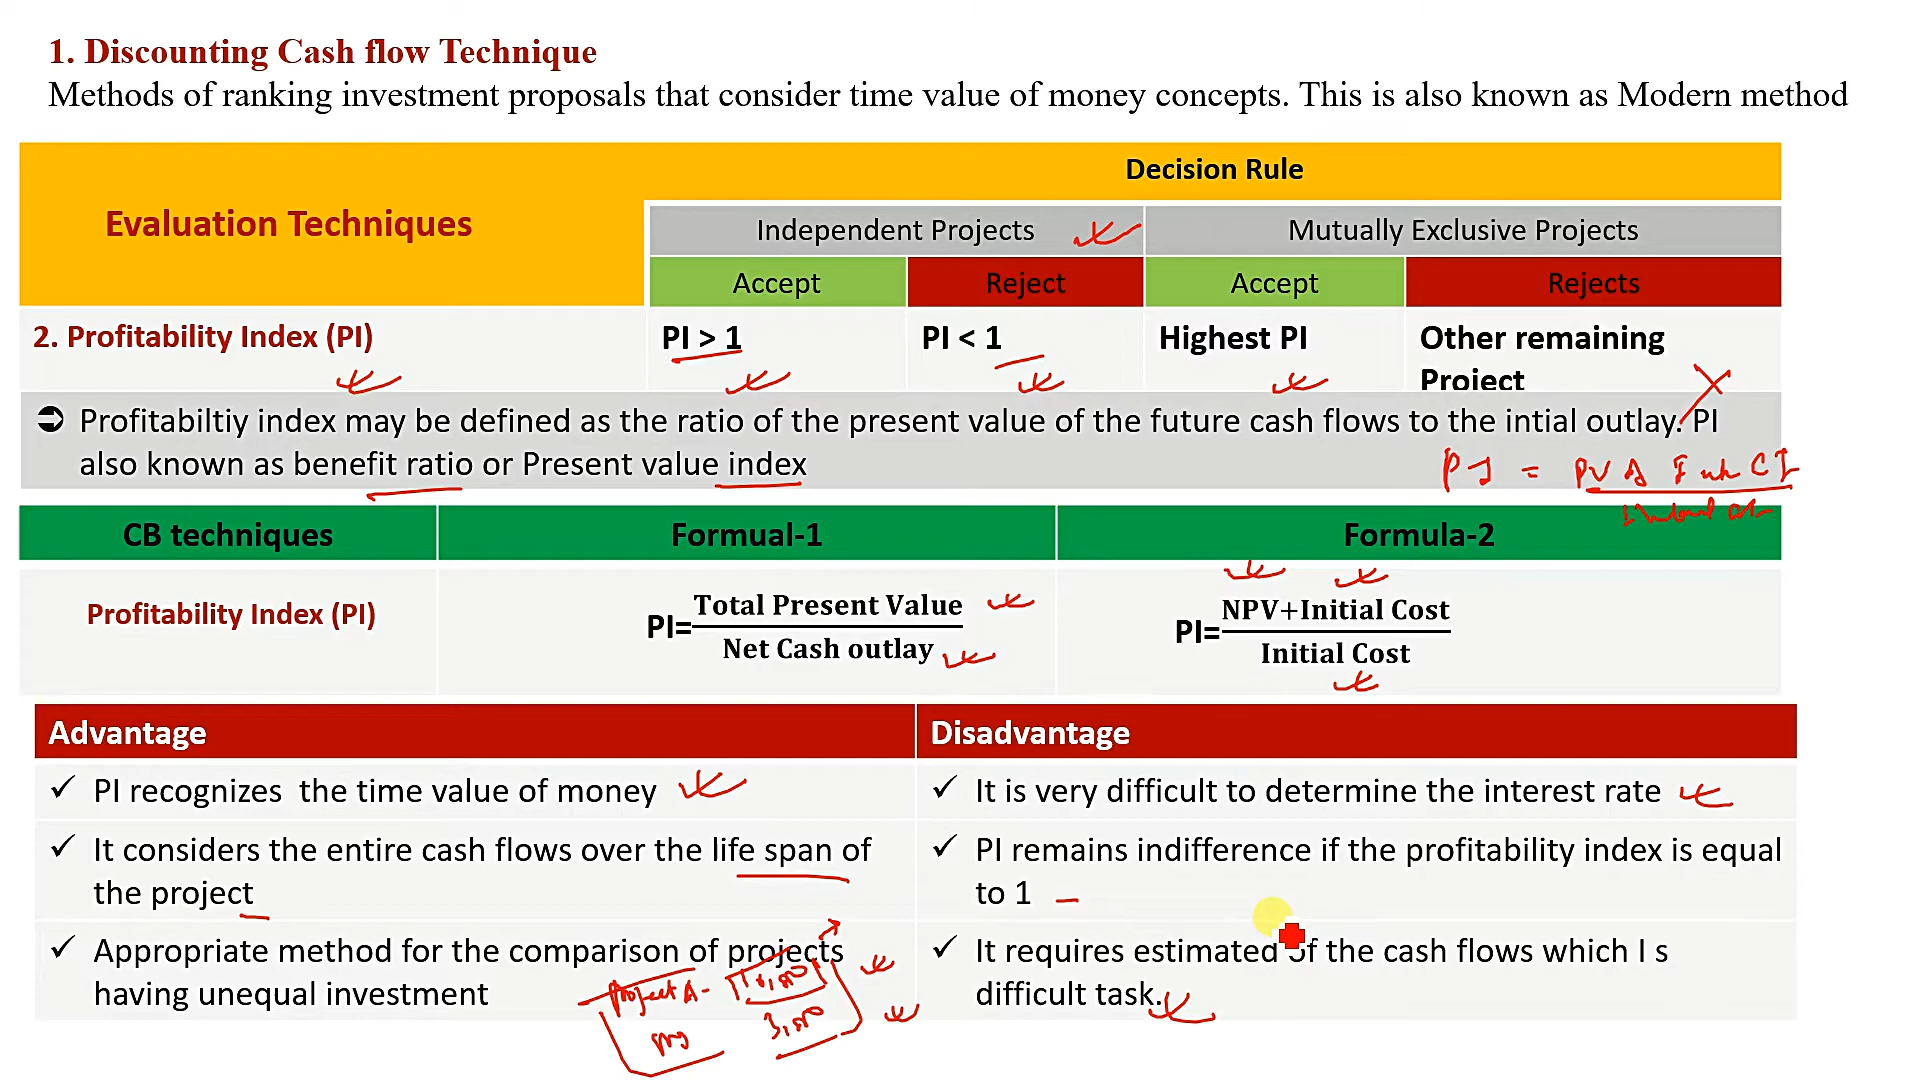 1. Discounting Cash flow Technique
Methods of ranking investment proposals that consider time value of money concepts. This is also known as Modern method
Decision Rule
Evaluation Techniques
Independent Projects
Mutually Exclusive Projects
Accept
Reject
Accept
Rejects
2. Profitability Index (PI)
PI > 1
PI < 1
Highest PI
Other remaining
Project
Profitabiltiy index may be defined as the ratio of the present value of the future cash flows to the intial outlay. PI
also known as benefit ratio or Present value index
PI =
CB techniques
Formual-1
Formula-2
Profitability Index (PI)
PI=
Total Present Value
Net Cash outlay
PI=
NPV+Initial Cost
Initial Cost
Advantage
Disadvantage
✓ PI recognizes the time value of money
✓ It is very difficult to determine the interest rate
✓ It considers the entire cash flows over the life span of
the project
✓ PI remains indifference if the profitability index is equal
to 1
✓ Appropriate method for the comparison of projects
having unequal investment
✓ It requires estimated of the cash flows which I s
difficult task.
Project A-